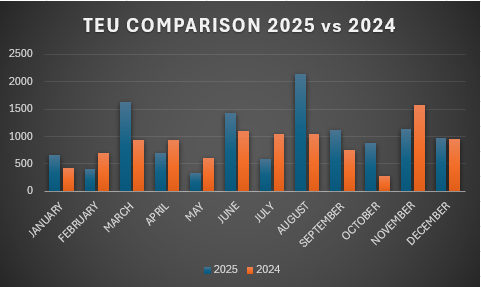 TEU COMPARISON 2025 vs 2024
2500
2000
1500
1000
500
0
JANUARY
FEBRUARY
MARCH
APRIL
MAY
JUNE
JULY
AUGUST
SEPTEMBER
OCTOBER
NOVEMBER
DECEMBER
2025 2024